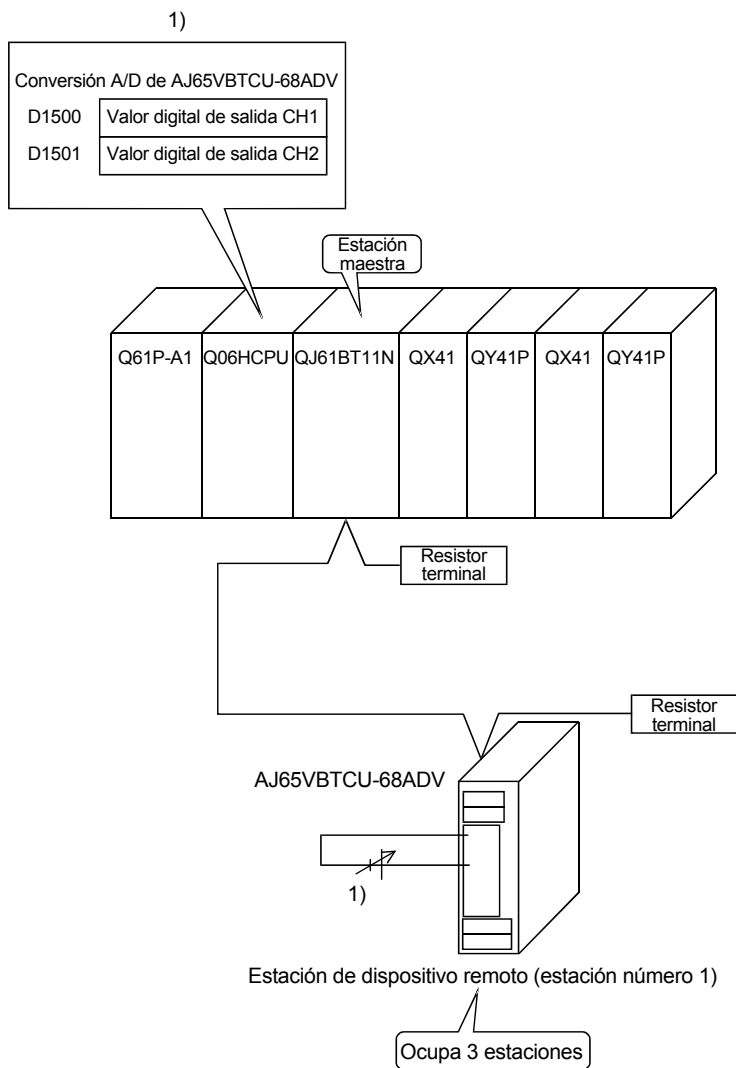 1)
Conversión A/D de AJ65VBTCU-68ADV
D1500 Valor digital de salida CH1
D1501 Valor digital de salida CH2
Estación
maestra
Q61P-A1 Q06HCPU QJ61BT11N QX41 QY41P QX41 QY41P
Resistor
terminal
Resistor
terminal
AJ65VBTCU-68ADV
1)
Estación de dispositivo remoto (estación número 1)
Ocupa 3 estaciones